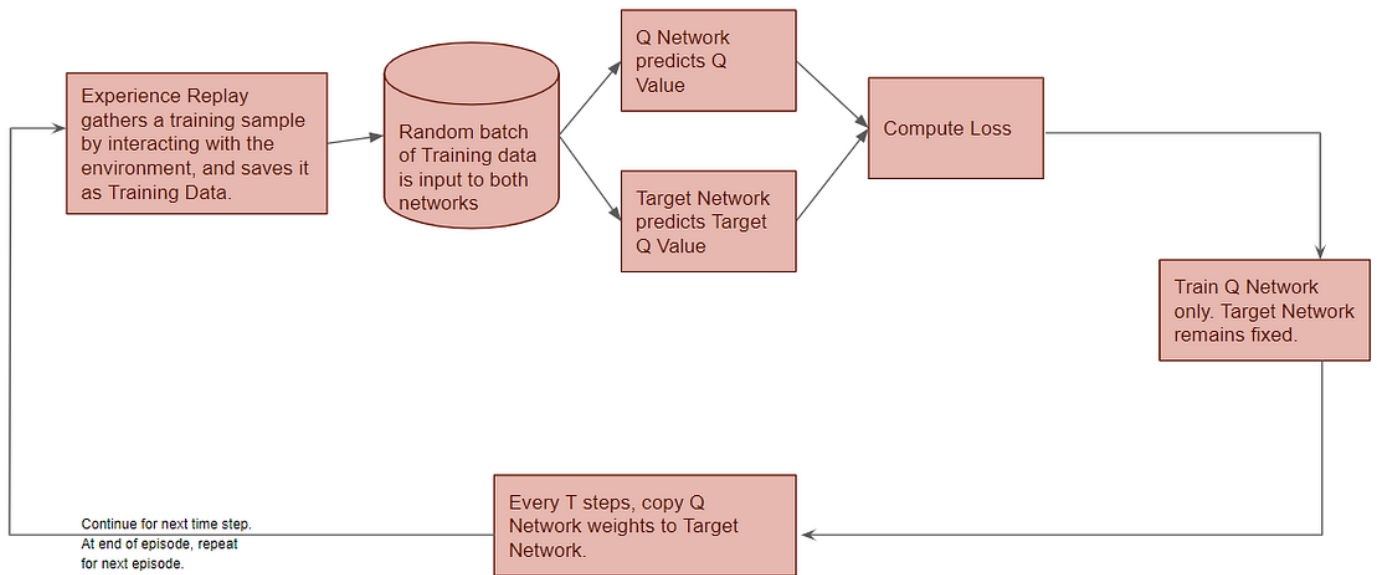 Experience Replay
gathers a training sample
by interacting with the
environment, and saves it
as Training Data.
Random batch
of Training data
is input to both
networks
Q Network
predicts Q
Value
Target Network
predicts Target
Q Value
Compute Loss
Train Q Network
only. Target Network
remains fixed.
Every T steps, copy Q
Network weights to Target
Network.
Continue for next time step.
At end of episode, repeat
for next episode.